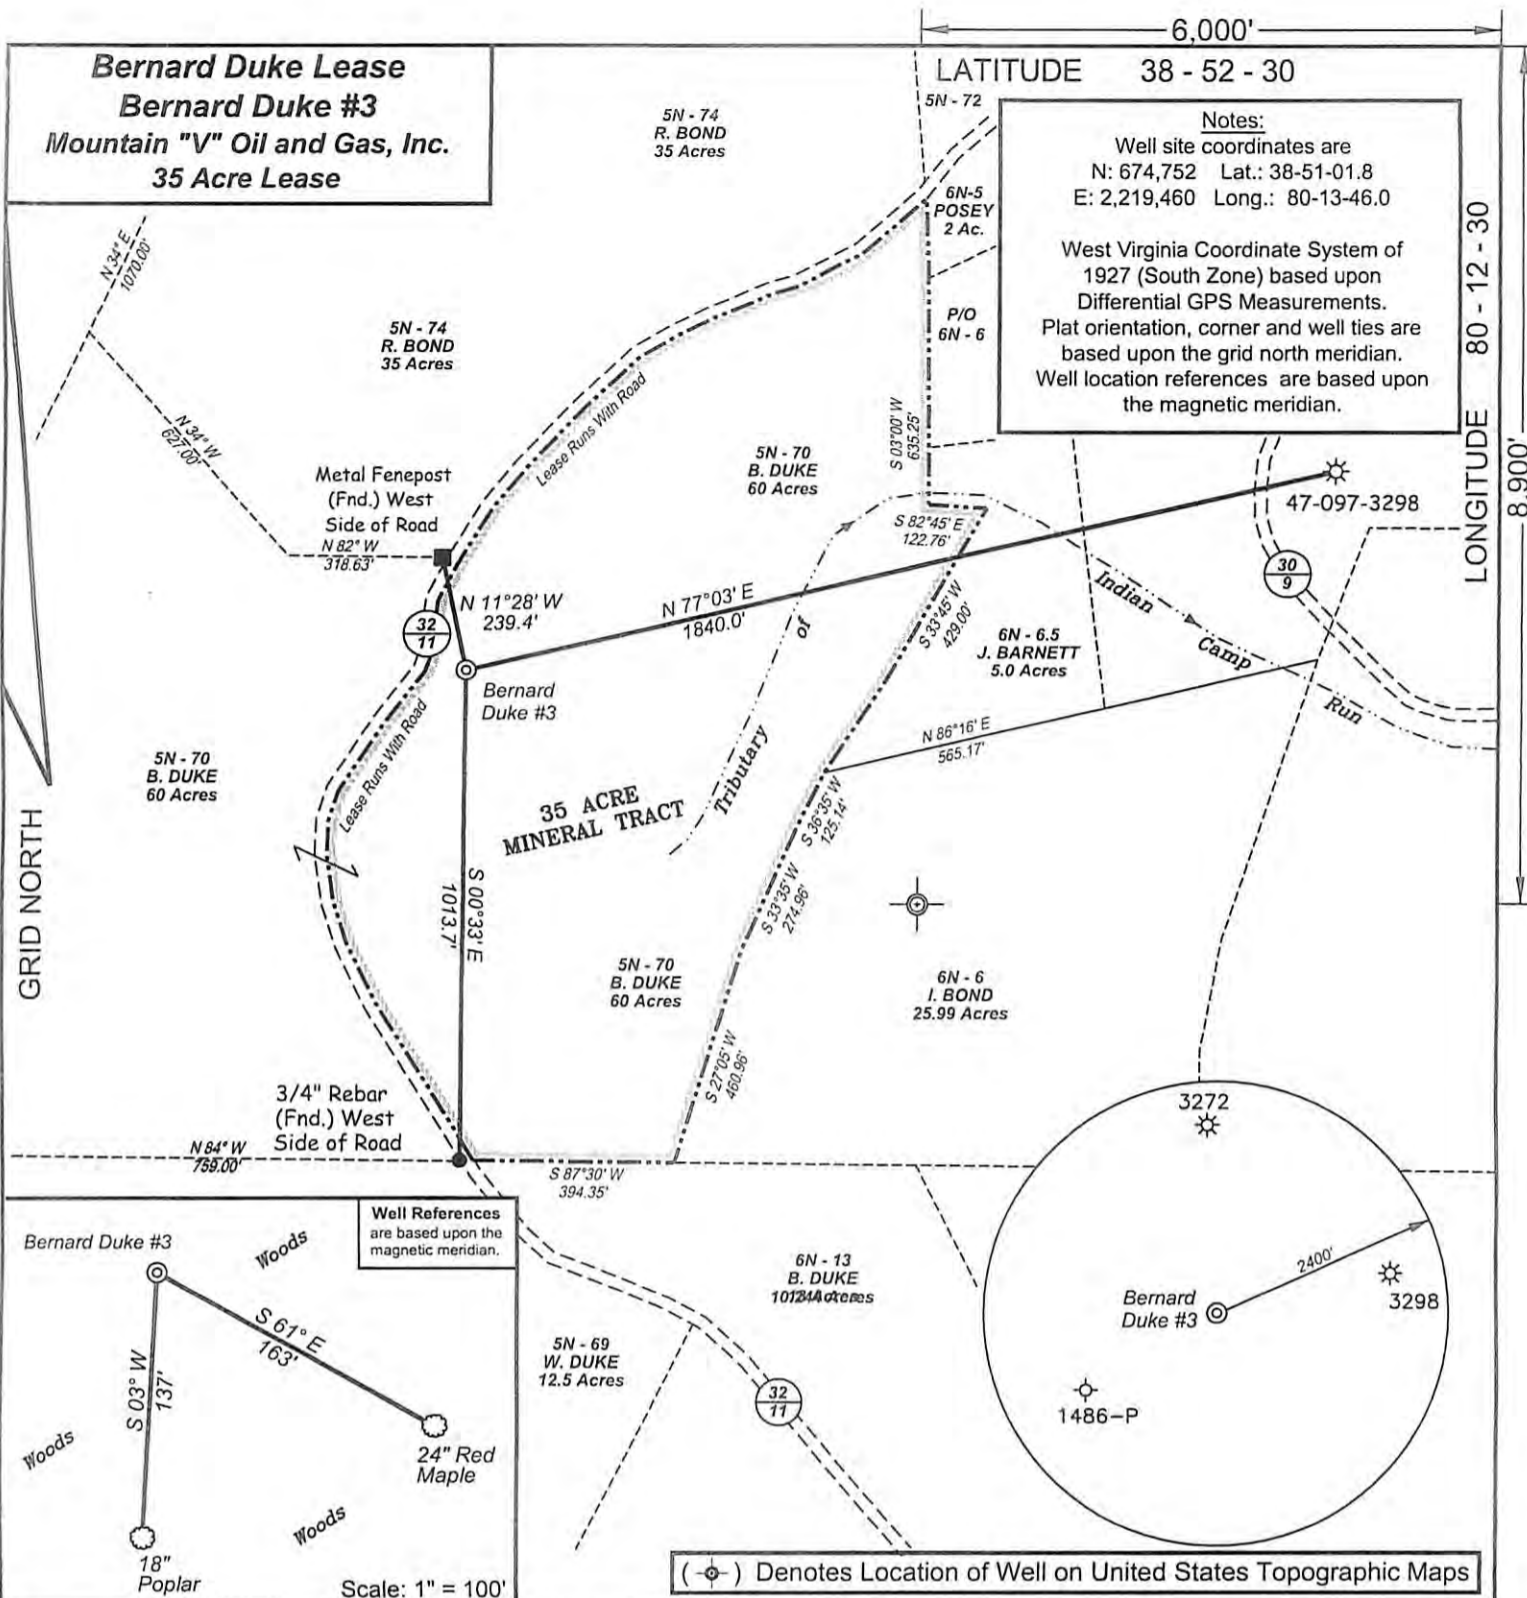 6,000'
Bernard Duke Lease
Bernard Duke #3
Mountain "V" Oil and Gas, Inc.
35 Acre Lease
LATITUDE 38 - 52 - 30
5N - 72
5N - 74
R. BOND
35 Acres
Notes:
Well site coordinates are
N: 674,752 Lat.: 38-51-01.8
E: 2,219,460 Long.: 80-13-46.0
West Virginia Coordinate System of
1927 (South Zone) based upon
Differential GPS Measurements.
Plat orientation, corner and well ties are
based upon the grid north meridian.
Well location references are based upon
the magnetic meridian.
LONGITUDE 80 - 12 - 30
8,900'
6N-5
POSEY
2 Ac.
P/O
6N - 6
N 34° E
1070.00'
5N - 74
R. BOND
35 Acres
N 34° W
627.00'
Lease Runs With Road
S 03°00' W
635.25'
Metal Fenepost
(Fnd.) West
Side of Road
N 82° W
318.63'
5N - 70
B. DUKE
60 Acres
47-097-3298
S 82°45' E
122.76'
30
9
N 11°28' W
239.4'
N 77°03' E
1840.0'
32
11
S 33°45' W
429.00'
Tributary of Indian Camp Run
6N - 6.5
J. BARNETT
5.0 Acres
Bernard
Duke #3
N 86°16' E
565.17'
Lease Runs With Road
5N - 70
B. DUKE
60 Acres
35 ACRE
MINERAL TRACT
S 36°35' W
125.14'
GRID NORTH
S 00°33' E
1013.7'
S 33°35' W
274.96'
5N - 70
B. DUKE
60 Acres
6N - 6
I. BOND
25.99 Acres
S 27°05' W
460.96'
3/4" Rebar
(Fnd.) West
Side of Road
N 84° W
759.00'
S 87°30' W
394.35'
3272
2400'
3298
Bernard
Duke #3
1486-P
Well References
are based upon the
magnetic meridian.
Bernard Duke #3
Woods
S 61° E
163'
S 03° W
137'
24" Red
Maple
Woods
Woods
18"
Poplar
Scale: 1" = 100'
6N - 13
B. DUKE
5N - 69
W. DUKE
12.5 Acres
32
11
( ) Denotes Location of Well on United States Topographic Maps